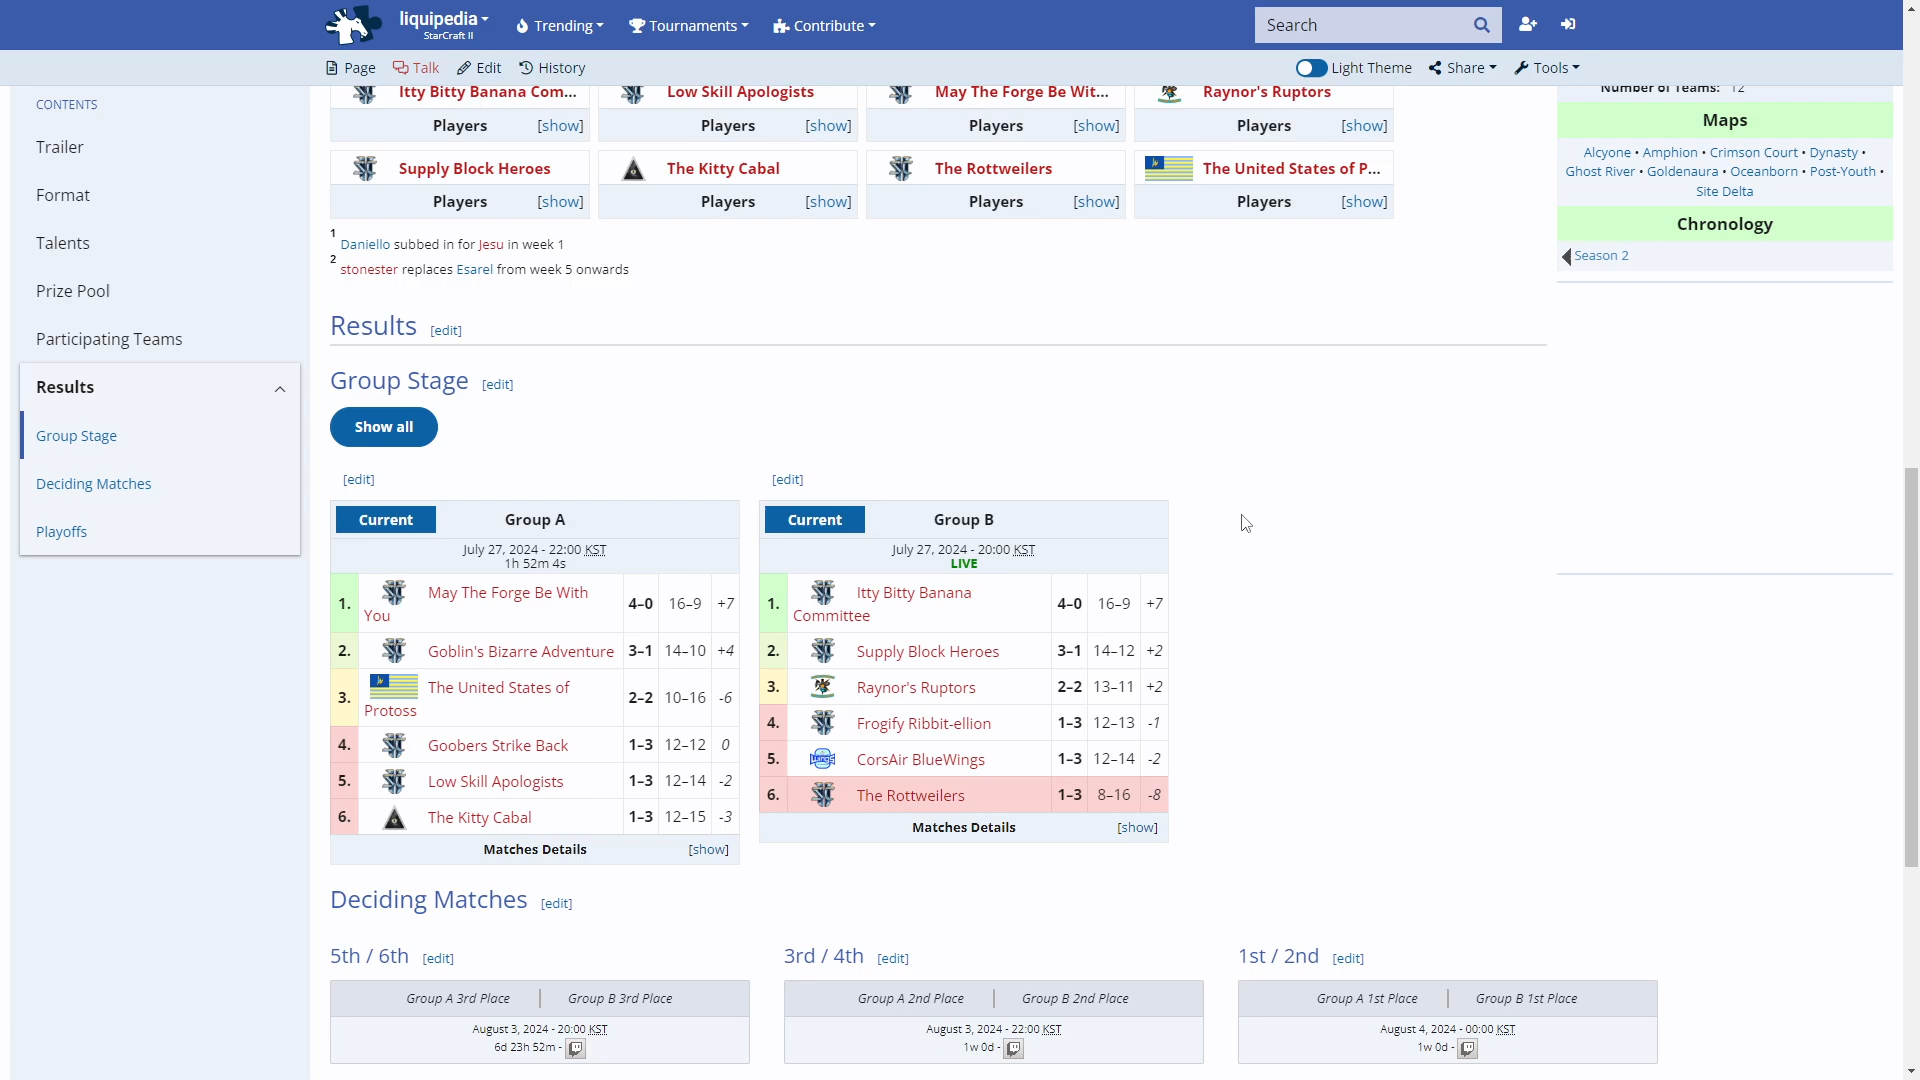 liquipedia
StarCraft II
Trending
Tournaments
Contribute
Search
Page
Talk
Edit
History
Light Theme
Share
Tools
CONTENTS
Trailer
Format
Talents
Prize Pool
Participating Teams
Results
Group Stage
Deciding Matches
Playoffs
Itty Bitty Banana Com...
Low Skill Apologists
May The Forge Be Wit...
Raynor's Ruptors
Players [show]
Players [show]
Players [show]
Players [show]
Supply Block Heroes
The Kitty Cabal
The Rottweilers
The United States of P...
Players [show]
Players [show]
Players [show]
Players [show]
1 Daniello subbed in for Jesu in week 1
2 stonester replaces Esarel from week 5 onwards
Results [edit]
Group Stage [edit]
Show all
[edit]
Current Group A
July 27, 2024 - 22:00 KST
1h 52m 4s
1. May The Forge Be With You 4–0 16–9 +7
2. Goblin's Bizarre Adventure 3–1 14–10 +4
3. The United States of Protoss 2–2 10–16 -6
4. Goobers Strike Back 1–3 12–12 0
5. Low Skill Apologists 1–3 12–14 -2
6. The Kitty Cabal 1–3 12–15 -3
Matches Details [show]
[edit]
Current Group B
July 27, 2024 - 20:00 KST
LIVE
1. Itty Bitty Banana Committee 4–0 16–9 +7
2. Supply Block Heroes 3–1 14–12 +2
3. Raynor's Ruptors 2–2 13–11 +2
4. Frogify Ribbit-ellion 1–3 12–13 -1
5. CorsAir BlueWings 1–3 12–14 -2
6. The Rottweilers 1–3 8–16 -8
Matches Details [show]
Deciding Matches [edit]
5th / 6th [edit]
Group A 3rd Place Group B 3rd Place
August 3, 2024 - 20:00 KST
6d 23h 52m -
3rd / 4th [edit]
Group A 2nd Place Group B 2nd Place
August 3, 2024 - 22:00 KST
1w 0d -
1st / 2nd [edit]
Group A 1st Place Group B 1st Place
August 4, 2024 - 00:00 KST
1w 0d -
Number of Teams: 12
Maps
Alcyone • Amphion • Crimson Court • Dynasty •
Ghost River • Goldenaura • Oceanborn • Post-Youth •
Site Delta
Chronology
Season 2